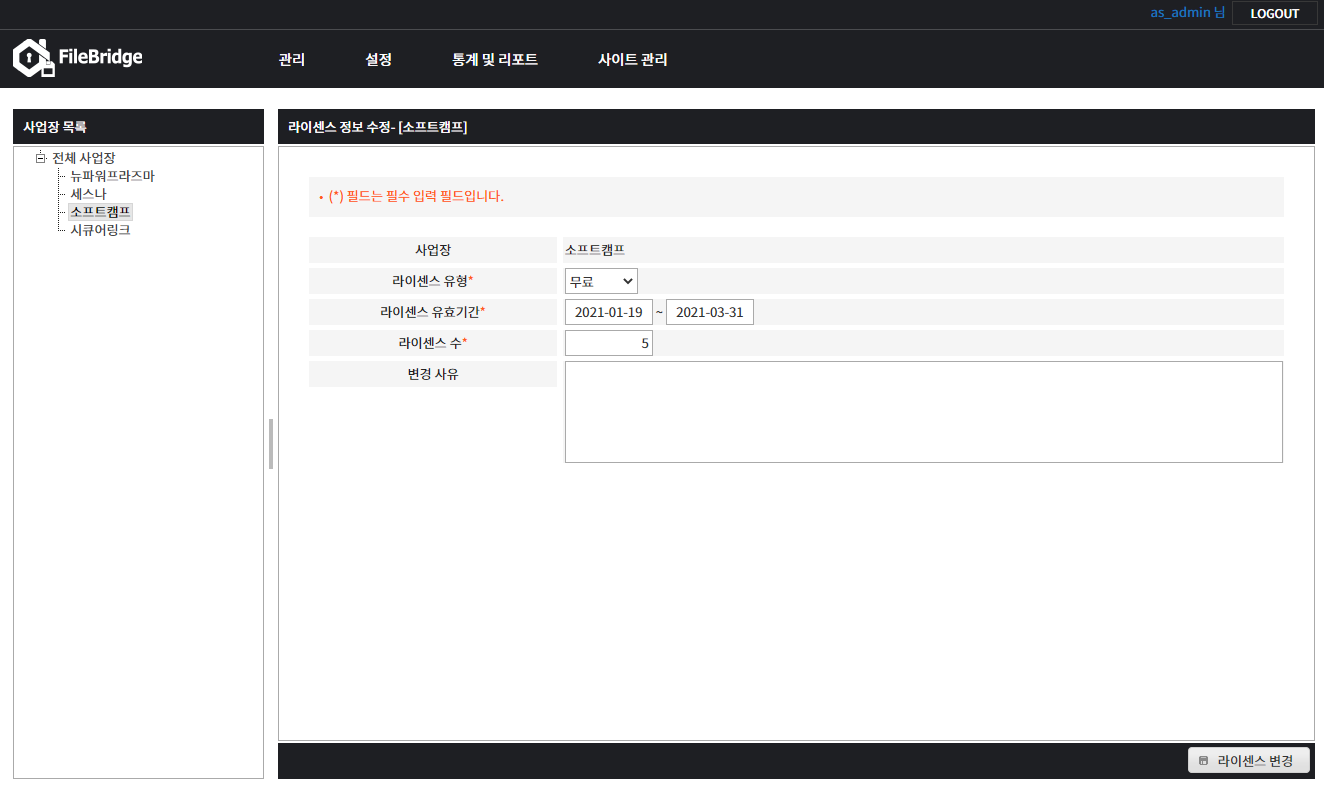 as_admin 님 LOGOUT
FileBridge 관리 설정 통계 및 리포트 사이트 관리
사업장 목록
전체 사업장
뉴파워프라즈마
세스나
소프트캠프
시큐어링크
라이센스 정보 수정- [소프트캠프]
• (*) 필드는 필수 입력 필드입니다.
사업장 소프트캠프
라이센스 유형* 무료
라이센스 유효기간* 2021-01-19 ~ 2021-03-31
라이센스 수* 5
변경 사유
라이센스 변경